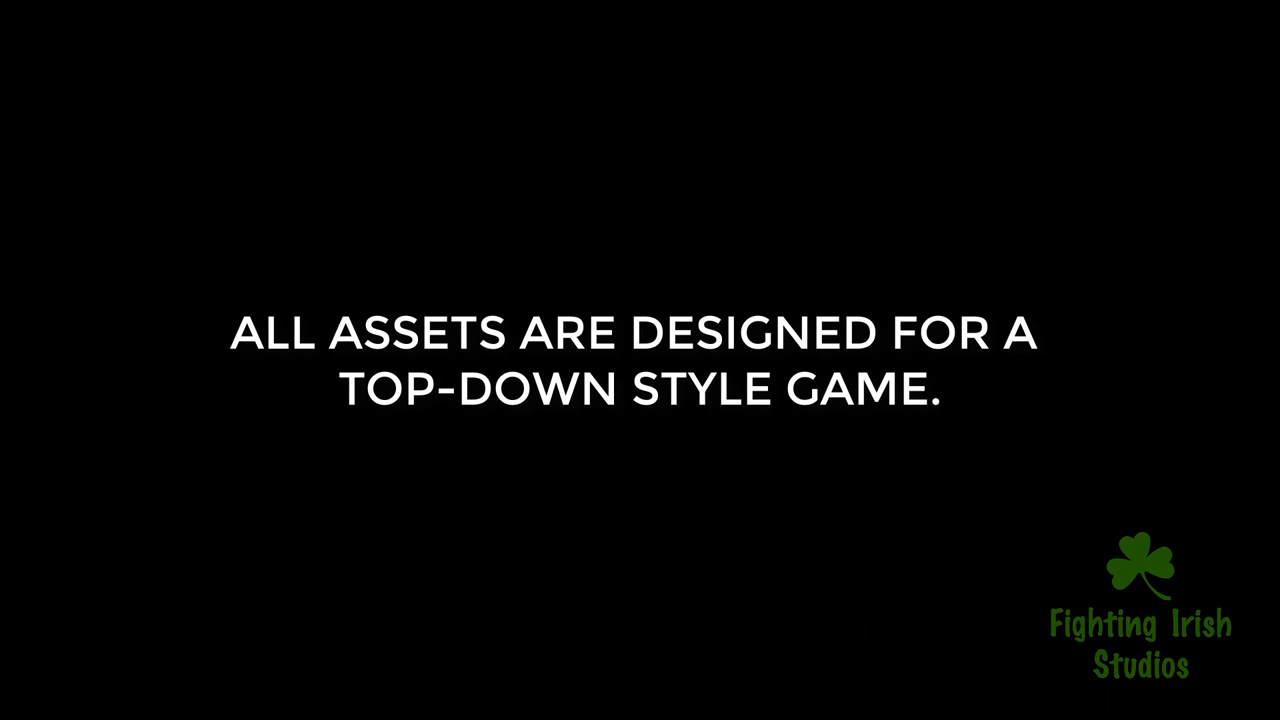 ALL ASSETS ARE DESIGNED FOR A
TOP-DOWN STYLE GAME.
Fighting Irish
Studios